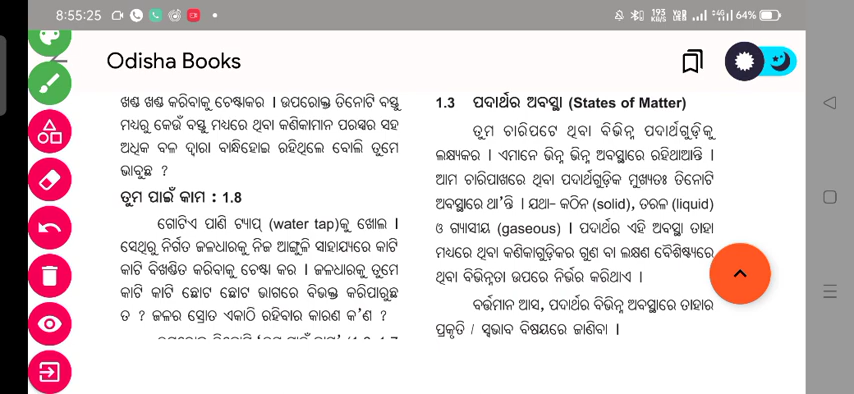 8:55:25
193 KB/S
64%
Odisha Books
ଖଣ୍ଡ ଖଣ୍ଡ କରିବାକୁ ଚେଷ୍ଟାକର । ଉପରୋକ୍ତ ତିନୋଟି ବସ୍ତୁ
ମଧ୍ୟରୁ କେଉଁ ବସ୍ତୁ ମଧ୍ୟରେ ଥିବା କଣିକାମାନ ପରସ୍ପର ସହ
ଅଧିକ ବଳ ଦ୍ୱାରା ବାନ୍ଧିହୋଇ ରହିଥିଲେ ବୋଲି ତୁମେ
ଭାବୁଛ ?
ତୁମ ପାଇଁ କାମ : 1.8
ଗୋଟିଏ ପାଣି ଟ୍ୟାପ୍ (water tap)କୁ ଖୋଲ ।
ସେଥିରୁ ନିର୍ଗତ ଜଳଧାରକୁ ନିଜ ଆଙ୍ଗୁଳି ସାହାଯ୍ୟରେ କାଟି
କାଟି ବିଖଣ୍ଡିତ କରିବାକୁ ଚେଷ୍ଟା କର । ଜଳଧାରକୁ ତୁମେ
କାଟି କାଟି ଛୋଟ ଛୋଟ ଭାଗରେ ବିଭକ୍ତ କରିପାରୁଛ
ତ ? ଜଳର ସ୍ରୋତ ଏକାଠି ରହିବାର କାରଣ କ'ଣ ?
1.3 ପଦାର୍ଥର ଅବସ୍ଥା (States of Matter)
ତୁମ ଚାରିପଟେ ଥିବା ବିଭିନ୍ନ ପଦାର୍ଥଗୁଡ଼ିକୁ
ଲକ୍ଷ୍ୟକର । ଏମାନେ ଭିନ୍ନ ଭିନ୍ନ ଅବସ୍ଥାରେ ରହିଥାଆନ୍ତି ।
ଆମ ଚାରିପାଖରେ ଥିବା ପଦାର୍ଥଗୁଡ଼ିକ ମୁଖ୍ୟତଃ ତିନୋଟି
ଅବସ୍ଥାରେ ଥା'ନ୍ତି । ଯଥା– କଠିନ (solid), ତରଳ (liquid)
ଓ ଗ୍ୟାସୀୟ (gaseous) । ପଦାର୍ଥର ଏହି ଅବସ୍ଥା ତାହା
ମଧ୍ୟରେ ଥିବା କଣିକାଗୁଡ଼ିକର ଗୁଣ ବା ଲକ୍ଷଣ ବୈଶିଷ୍ଟ୍ୟରେ
ଥିବା ବିଭିନ୍ନତା ଉପରେ ନିର୍ଭର କରିଥାଏ ।
ବର୍ତ୍ତମାନ ଆସ, ପଦାର୍ଥର ବିଭିନ୍ନ ଅବସ୍ଥାରେ ତାହାର
ପ୍ରକୃତି / ସ୍ୱଭାବ ବିଷୟରେ ଜାଣିବା ।